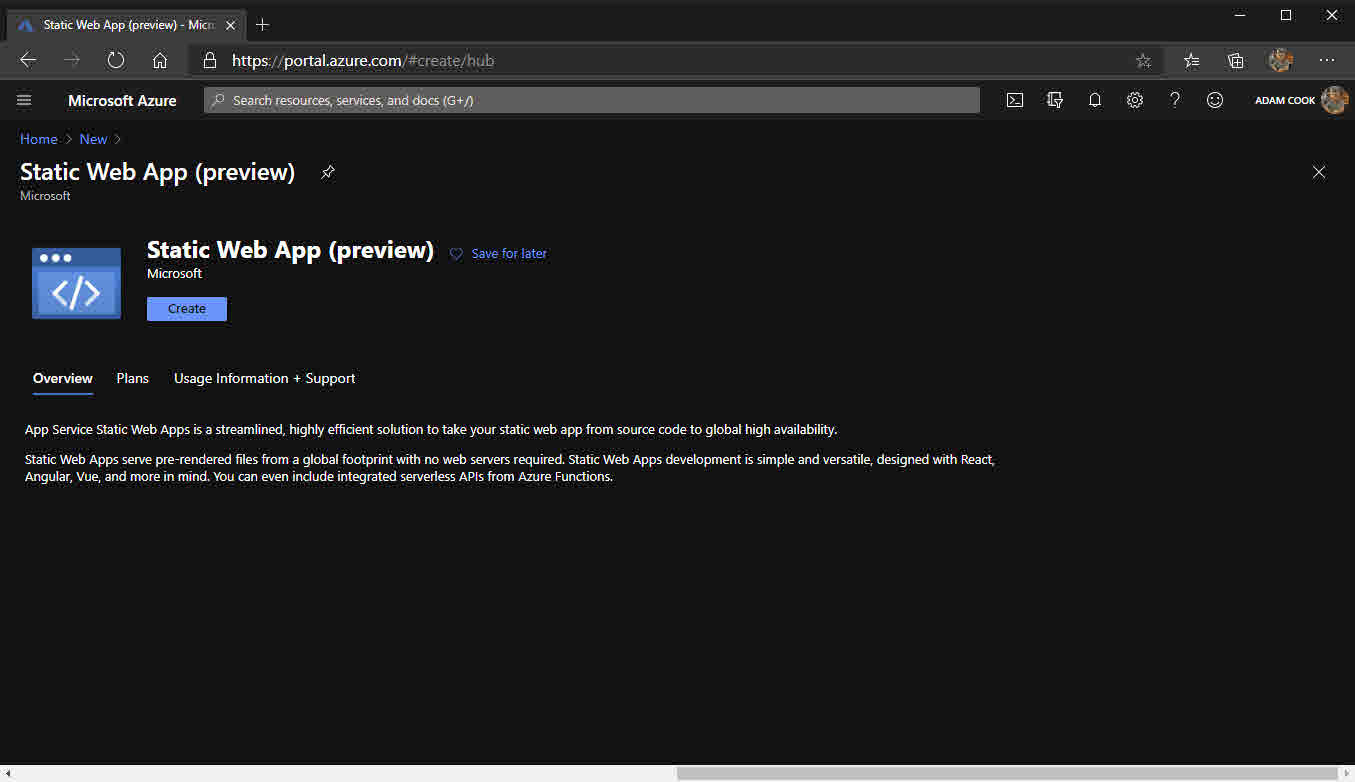 Static Web App (preview) - Micr
https://portal.azure.com/#create/hub
Microsoft Azure
Search resources, services, and docs (G+/)
ADAM COOK
Home > New >
Static Web App (preview)
Microsoft
Static Web App (preview)
Save for later
Microsoft
Create
Overview Plans Usage Information + Support
App Service Static Web Apps is a streamlined, highly efficient solution to take your static web app from source code to global high availability.
Static Web Apps serve pre-rendered files from a global footprint with no web servers required. Static Web Apps development is simple and versatile, designed with React,
Angular, Vue, and more in mind. You can even include integrated serverless APIs from Azure Functions.